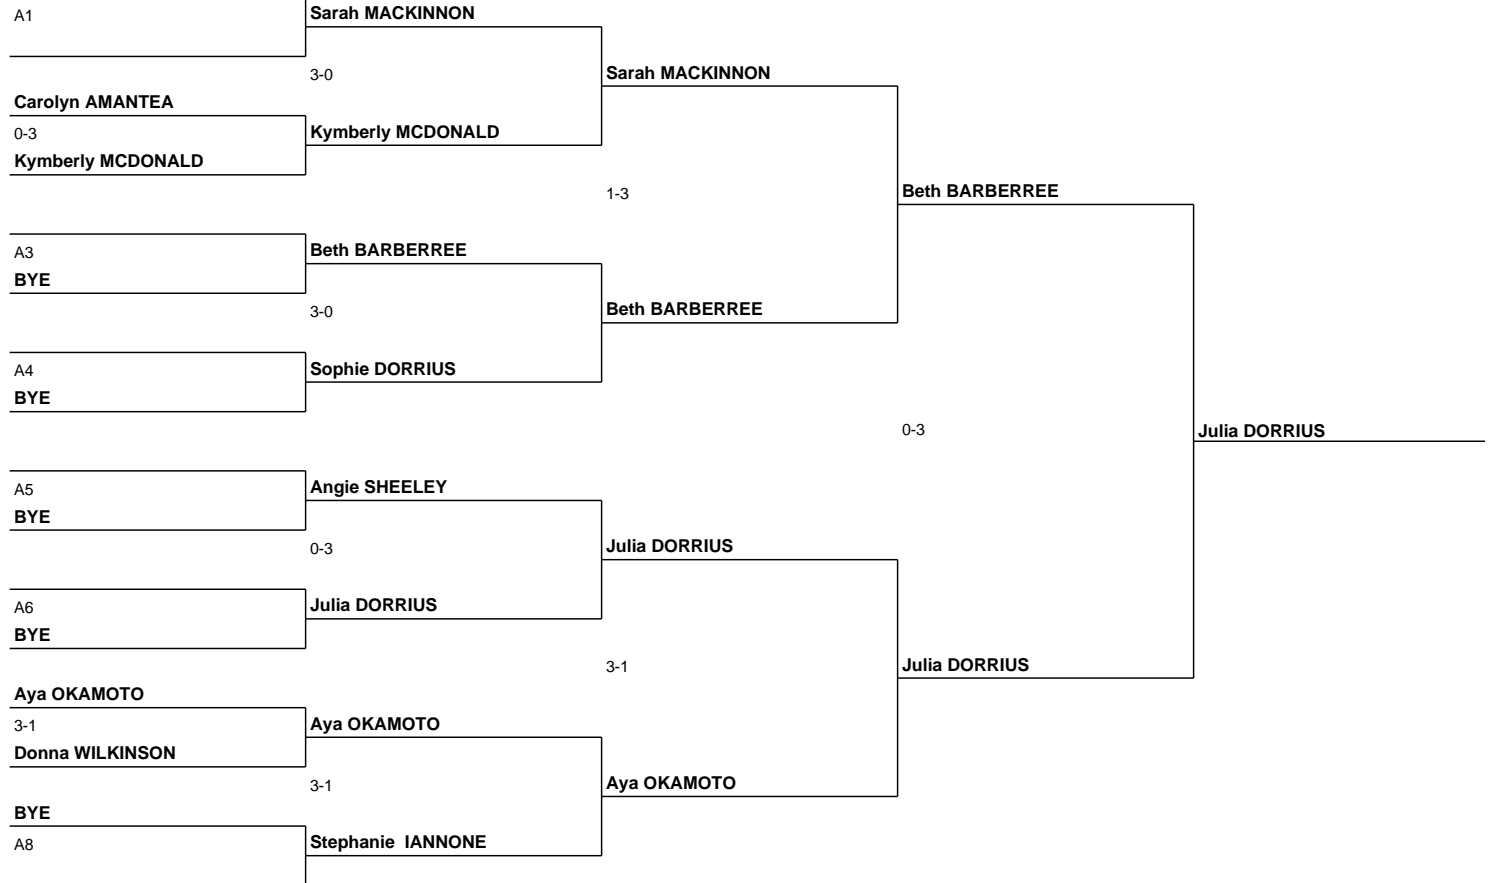 A1
Sarah MACKINNON
3-0
Sarah MACKINNON
Carolyn AMANTEA
0-3
Kymberly MCDONALD
Kymberly MCDONALD
1-3
Beth BARBERREE
A3
Beth BARBERREE
BYE
3-0
Beth BARBERREE
A4
Sophie DORRIUS
BYE
0-3
Julia DORRIUS
A5
Angie SHEELEY
BYE
0-3
Julia DORRIUS
A6
Julia DORRIUS
BYE
3-1
Julia DORRIUS
Aya OKAMOTO
3-1
Aya OKAMOTO
Donna WILKINSON
3-1
Aya OKAMOTO
BYE
A8
Stephanie IANNONE